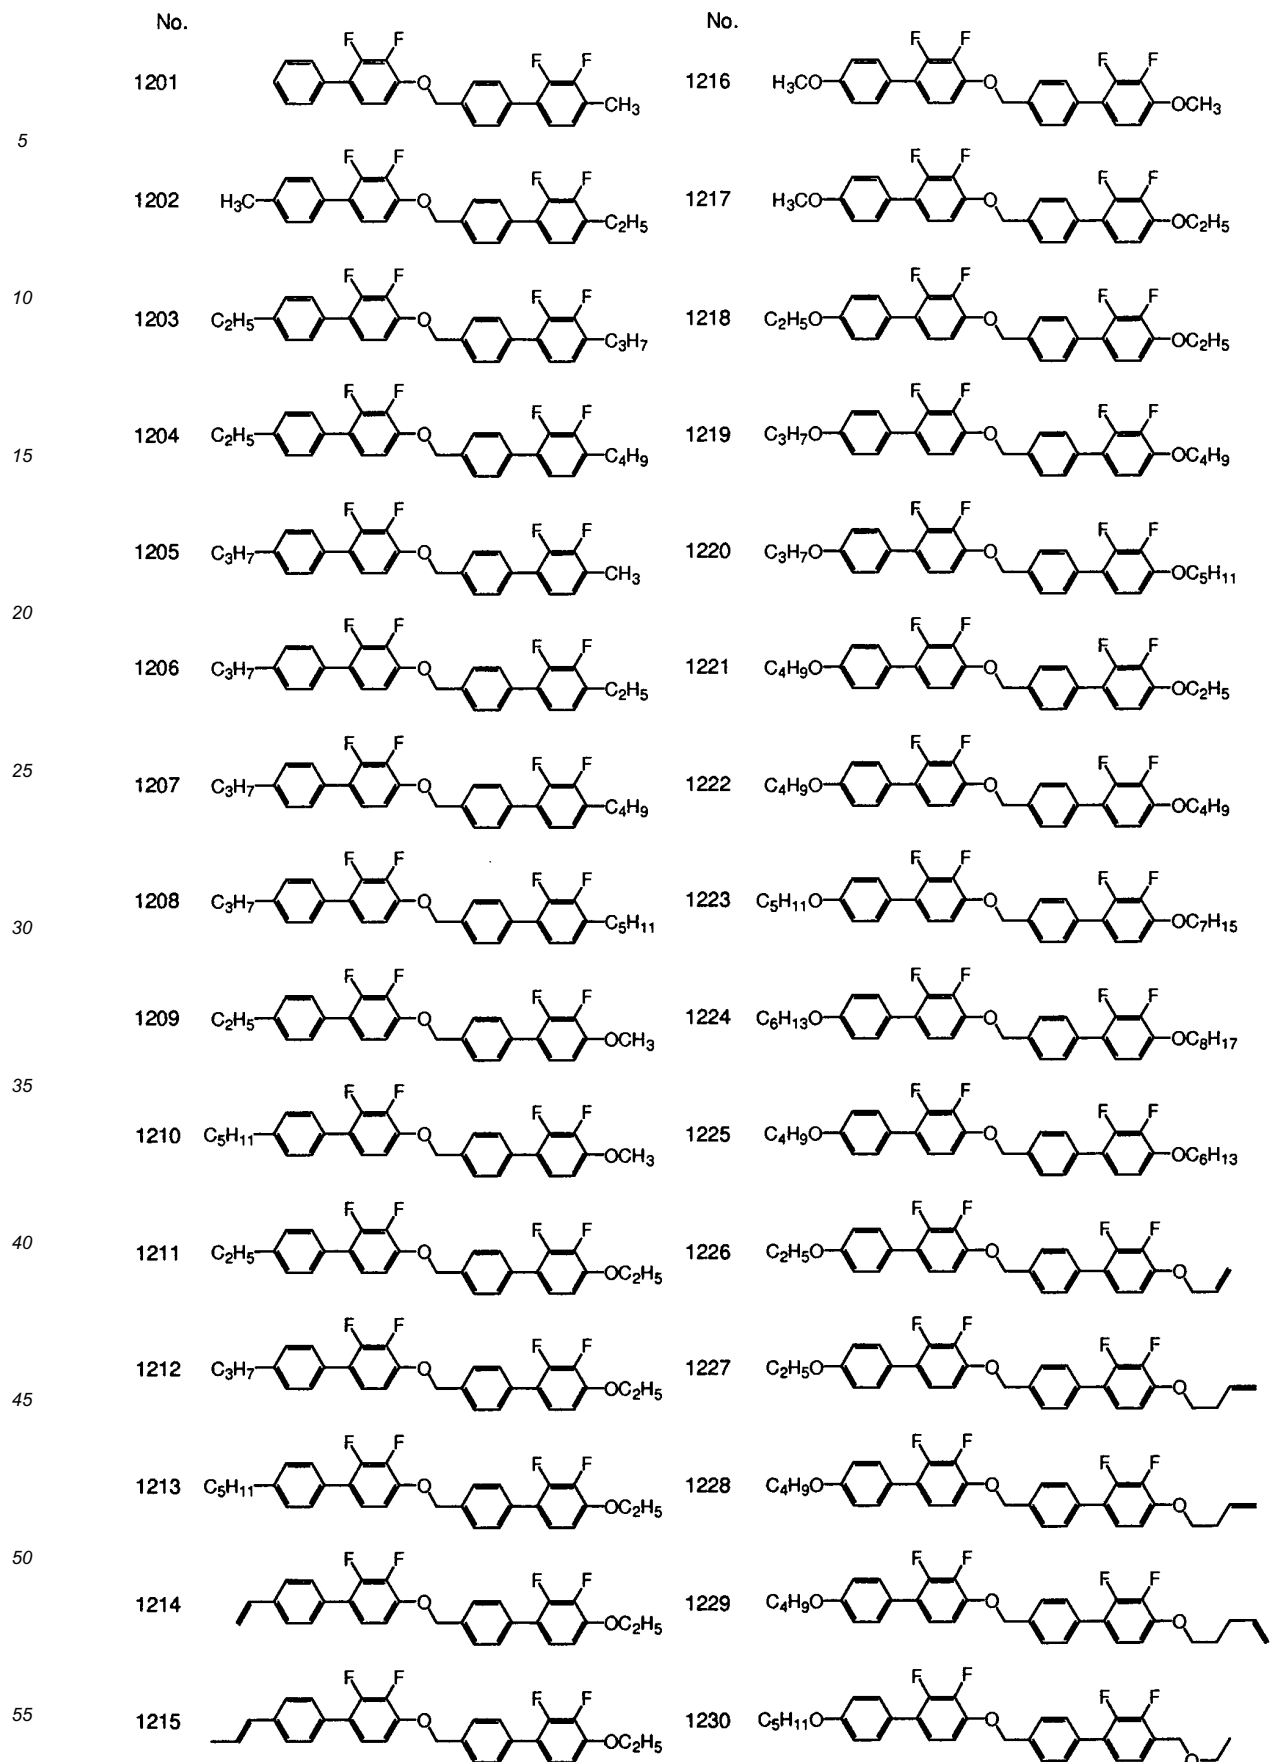 No.
1201
F F
O
F F
CH3
1202
H3C
F F
O
F F
C2H5
1203
C2H5
F F
O
F F
C3H7
1204
C2H5
F F
O
F F
C4H9
1205
C3H7
F F
O
F F
CH3
1206
C3H7
F F
O
F F
C2H5
1207
C3H7
F F
O
F F
C4H9
1208
C3H7
F F
O
F F
C5H11
1209
C2H5
F F
O
F F
OCH3
1210
C5H11
F F
O
F F
OCH3
1211
C2H5
F F
O
F F
OC2H5
1212
C3H7
F F
O
F F
OC2H5
1213
C5H11
F F
O
F F
OC2H5
1214
F F
O
F F
OC2H5
1215
F F
O
F F
OC2H5
No.
1216
H3CO
F F
O
F F
OCH3
1217
H3CO
F F
O
F F
OC2H5
1218
C2H5O
F F
O
F F
OC2H5
1219
C3H7O
F F
O
F F
OC4H9
1220
C3H7O
F F
O
F F
OC5H11
1221
C4H9O
F F
O
F F
OC2H5
1222
C4H9O
F F
O
F F
OC4H9
1223
C5H11O
F F
O
F F
OC7H15
1224
C6H13O
F F
O
F F
OC8H17
1225
C4H9O
F F
O
F F
OC6H13
1226
C2H5O
F F
O
F F
O
1227
C2H5O
F F
O
F F
O
1228
C4H9O
F F
O
F F
O
1229
C4H9O
F F
O
F F
O
1230
C5H11O
F F
O
F F
O
5
10
15
20
25
30
35
40
45
50
55